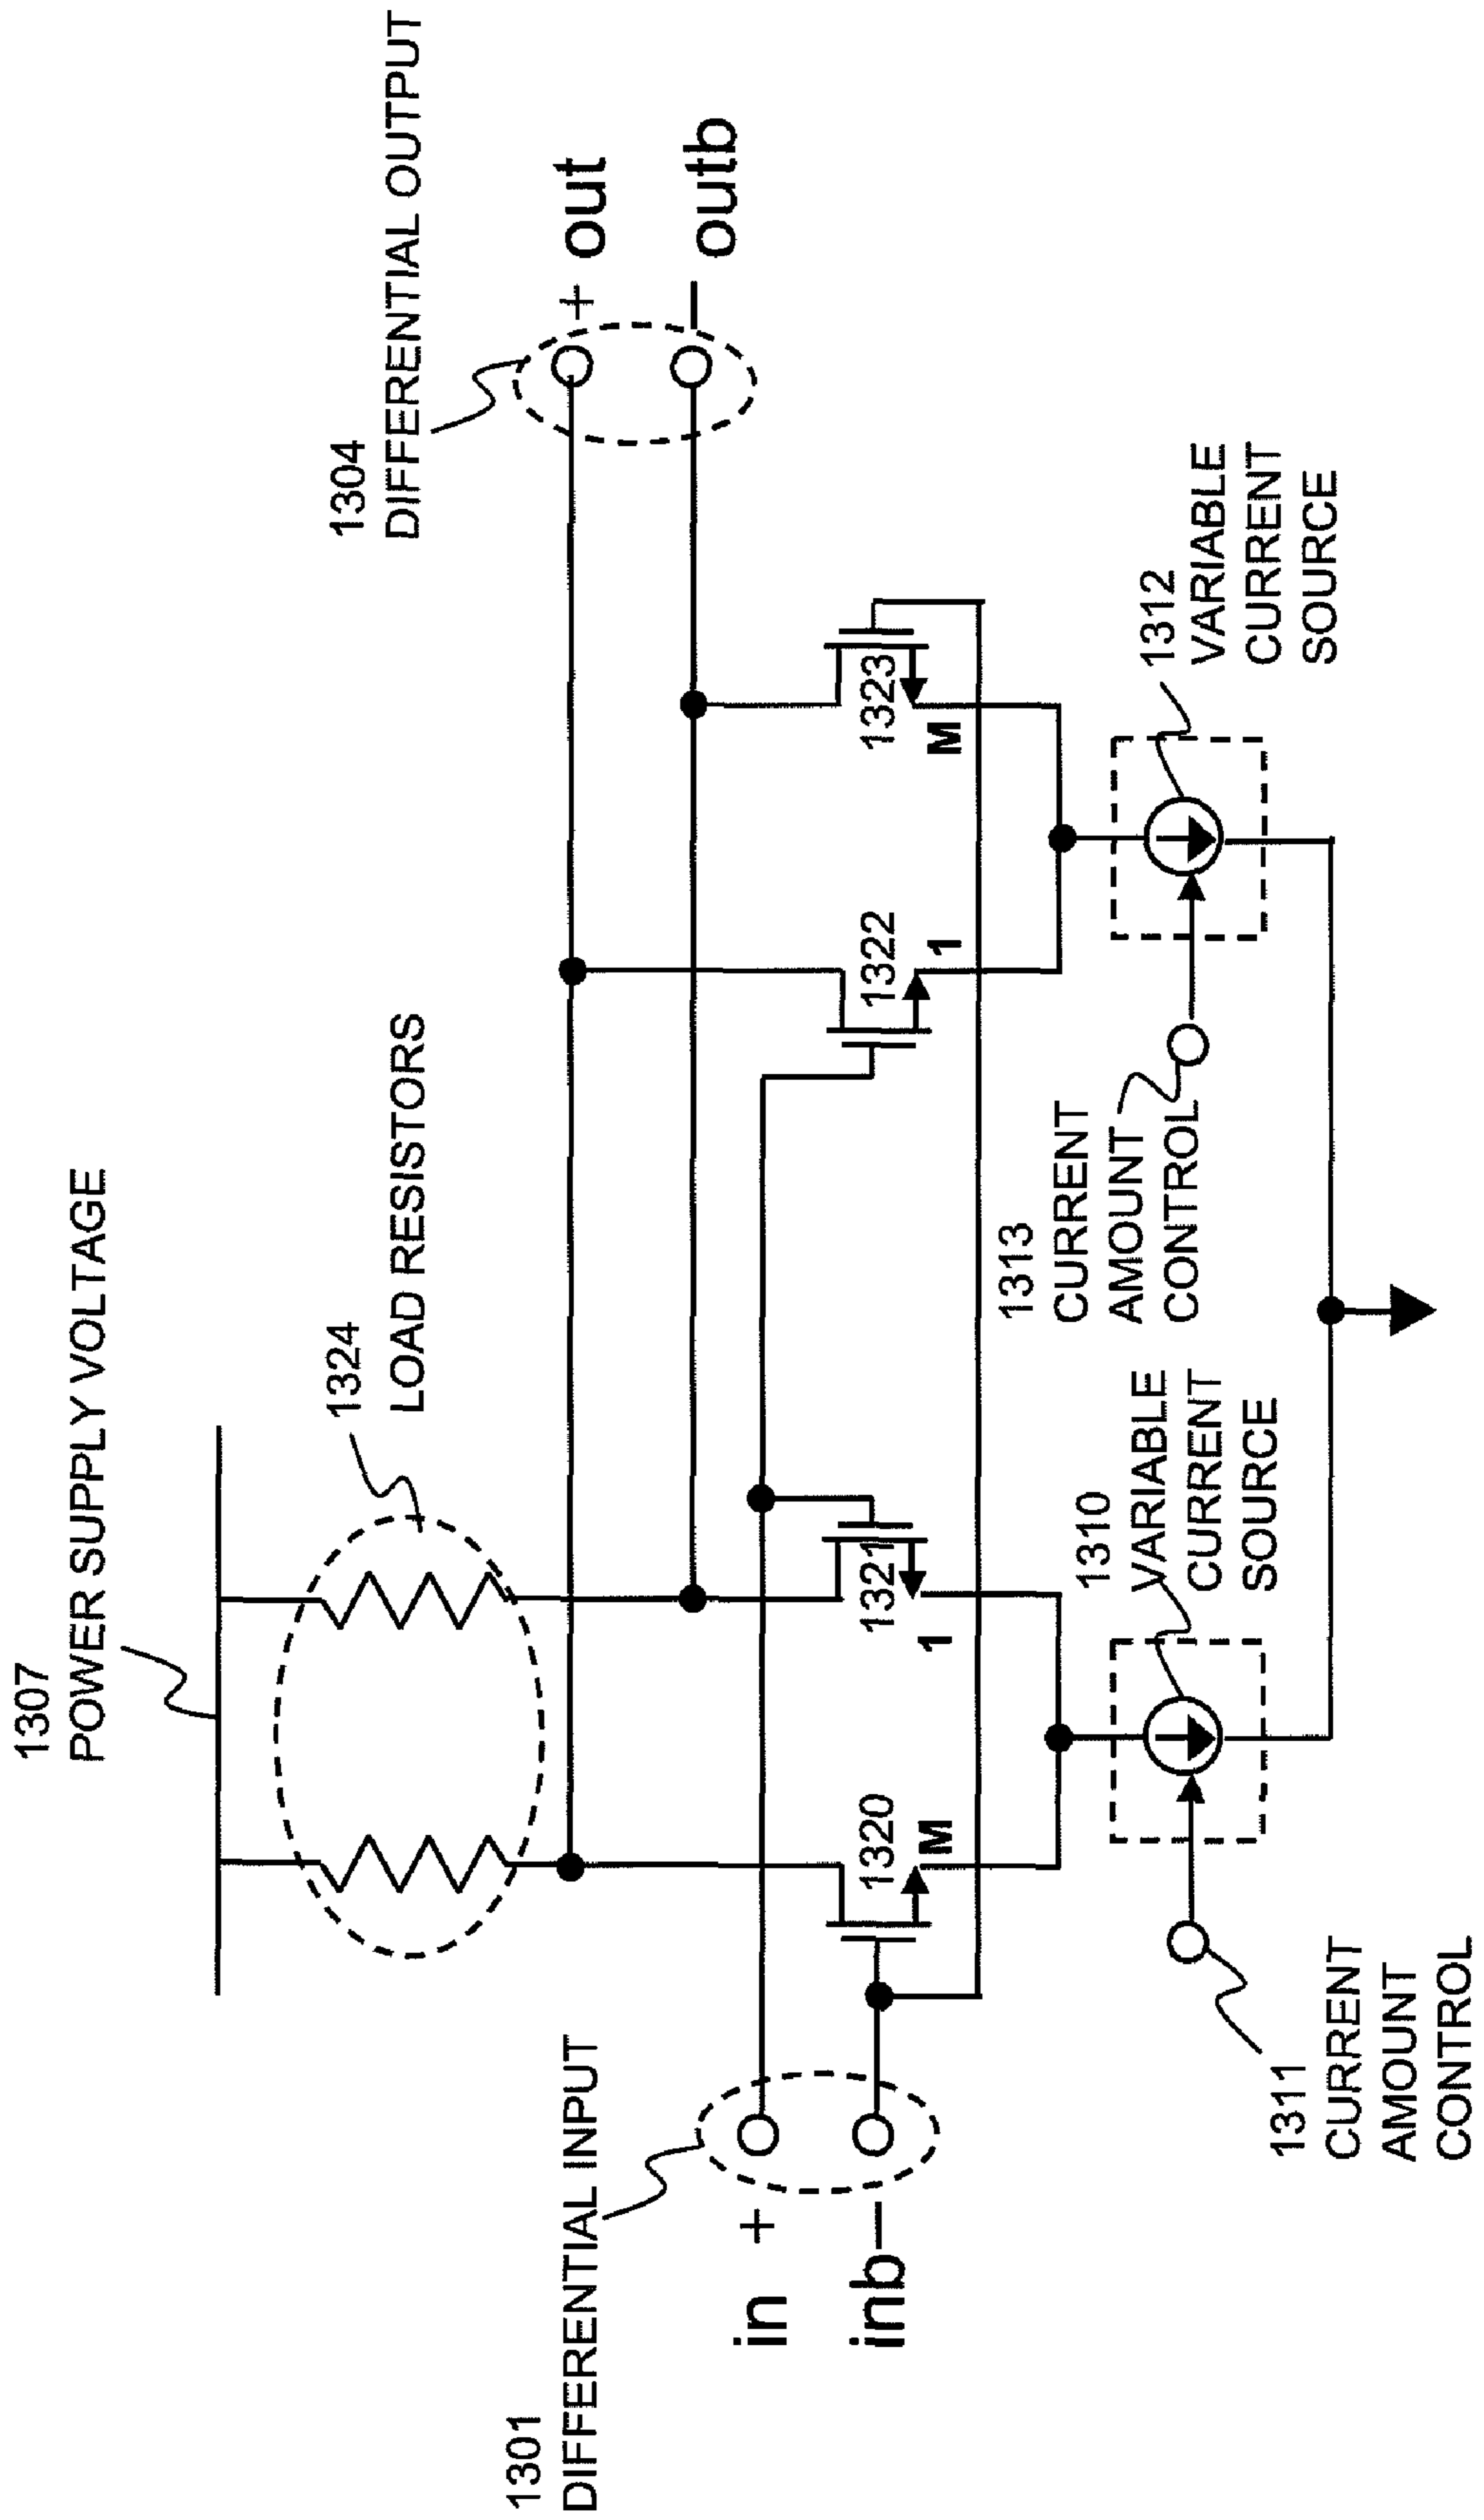 1307
POWER SUPPLY VOLTAGE
1324
LOAD RESISTORS
1304
DIFFERENTIAL OUTPUT
+ out
− outb
1301
DIFFERENTIAL INPUT
in +
inb −
1320
M
1321
1
1322
1
1323
M
1310
VARIABLE
CURRENT
SOURCE
1312
VARIABLE
CURRENT
SOURCE
1313
CURRENT
AMOUNT
CONTROL
1311
CURRENT
AMOUNT
CONTROL